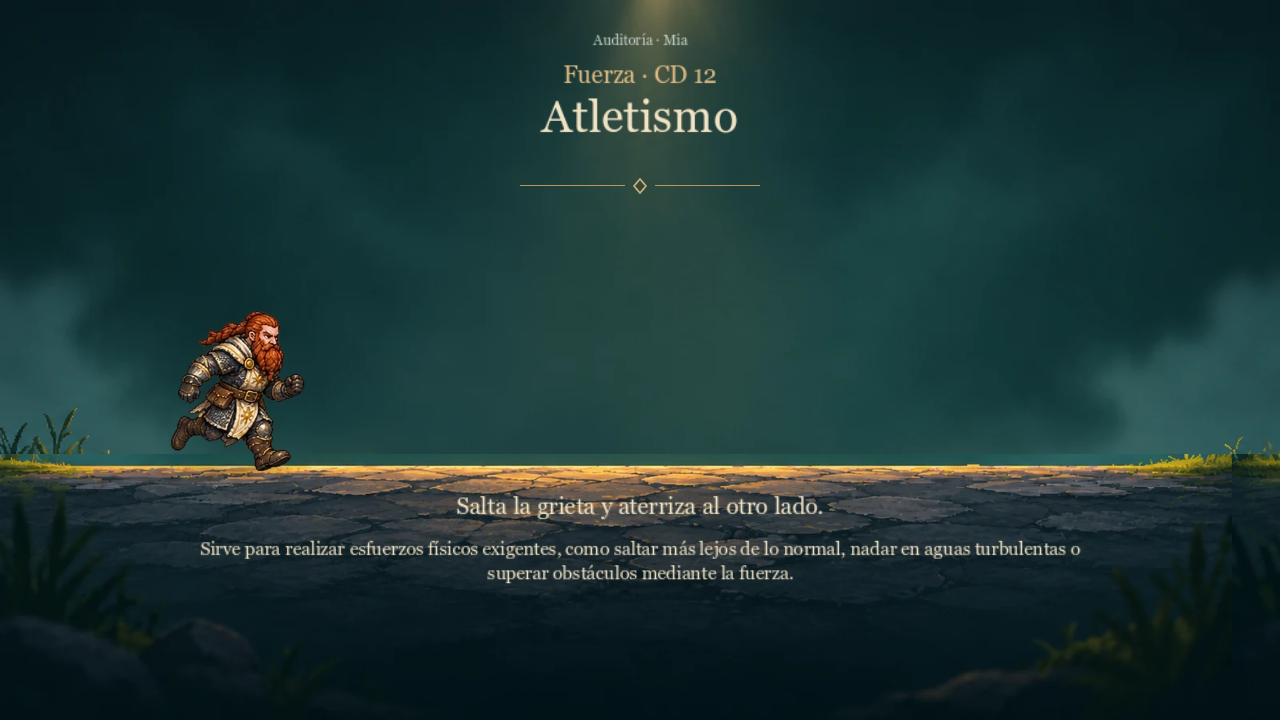 Auditoría · Mia
Fuerza · CD 12
Atletismo
Salta la grieta y aterriza al otro lado.
Sirve para realizar esfuerzos físicos exigentes, como saltar más lejos de lo normal, nadar en aguas turbulentas o
superar obstáculos mediante la fuerza.